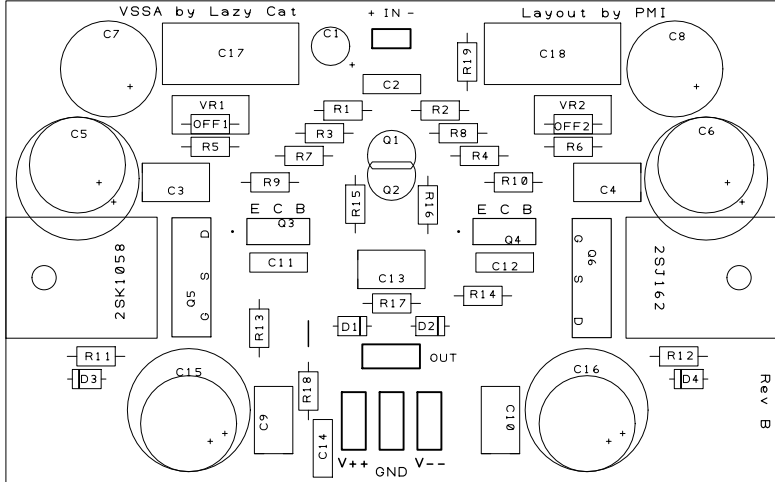 VSSA by Lazy Cat
+ IN -
Layout by PMI
C7
C17
C1
+
R19
C18
C8
+
+
C2
VR1
R1
R2
VR2
OFF1
OFF2
C5
R3
Q1
R8
C6
R5
R7
R4
R6
+
+
C3
R9
Q2
R10
C4
+
+
R15
R16
E C B
E C B
Q3
Q4
2SK1058
D
S
G
Q5
C11
C13
C12
G
S
D
Q6
2SJ162
R17
R14
R13
D1
D2
R11
OUT
R12
D3
C15
R18
C16
D4
Rev B
C9
C10
+
+
C14
+
+
V++
GND
V--